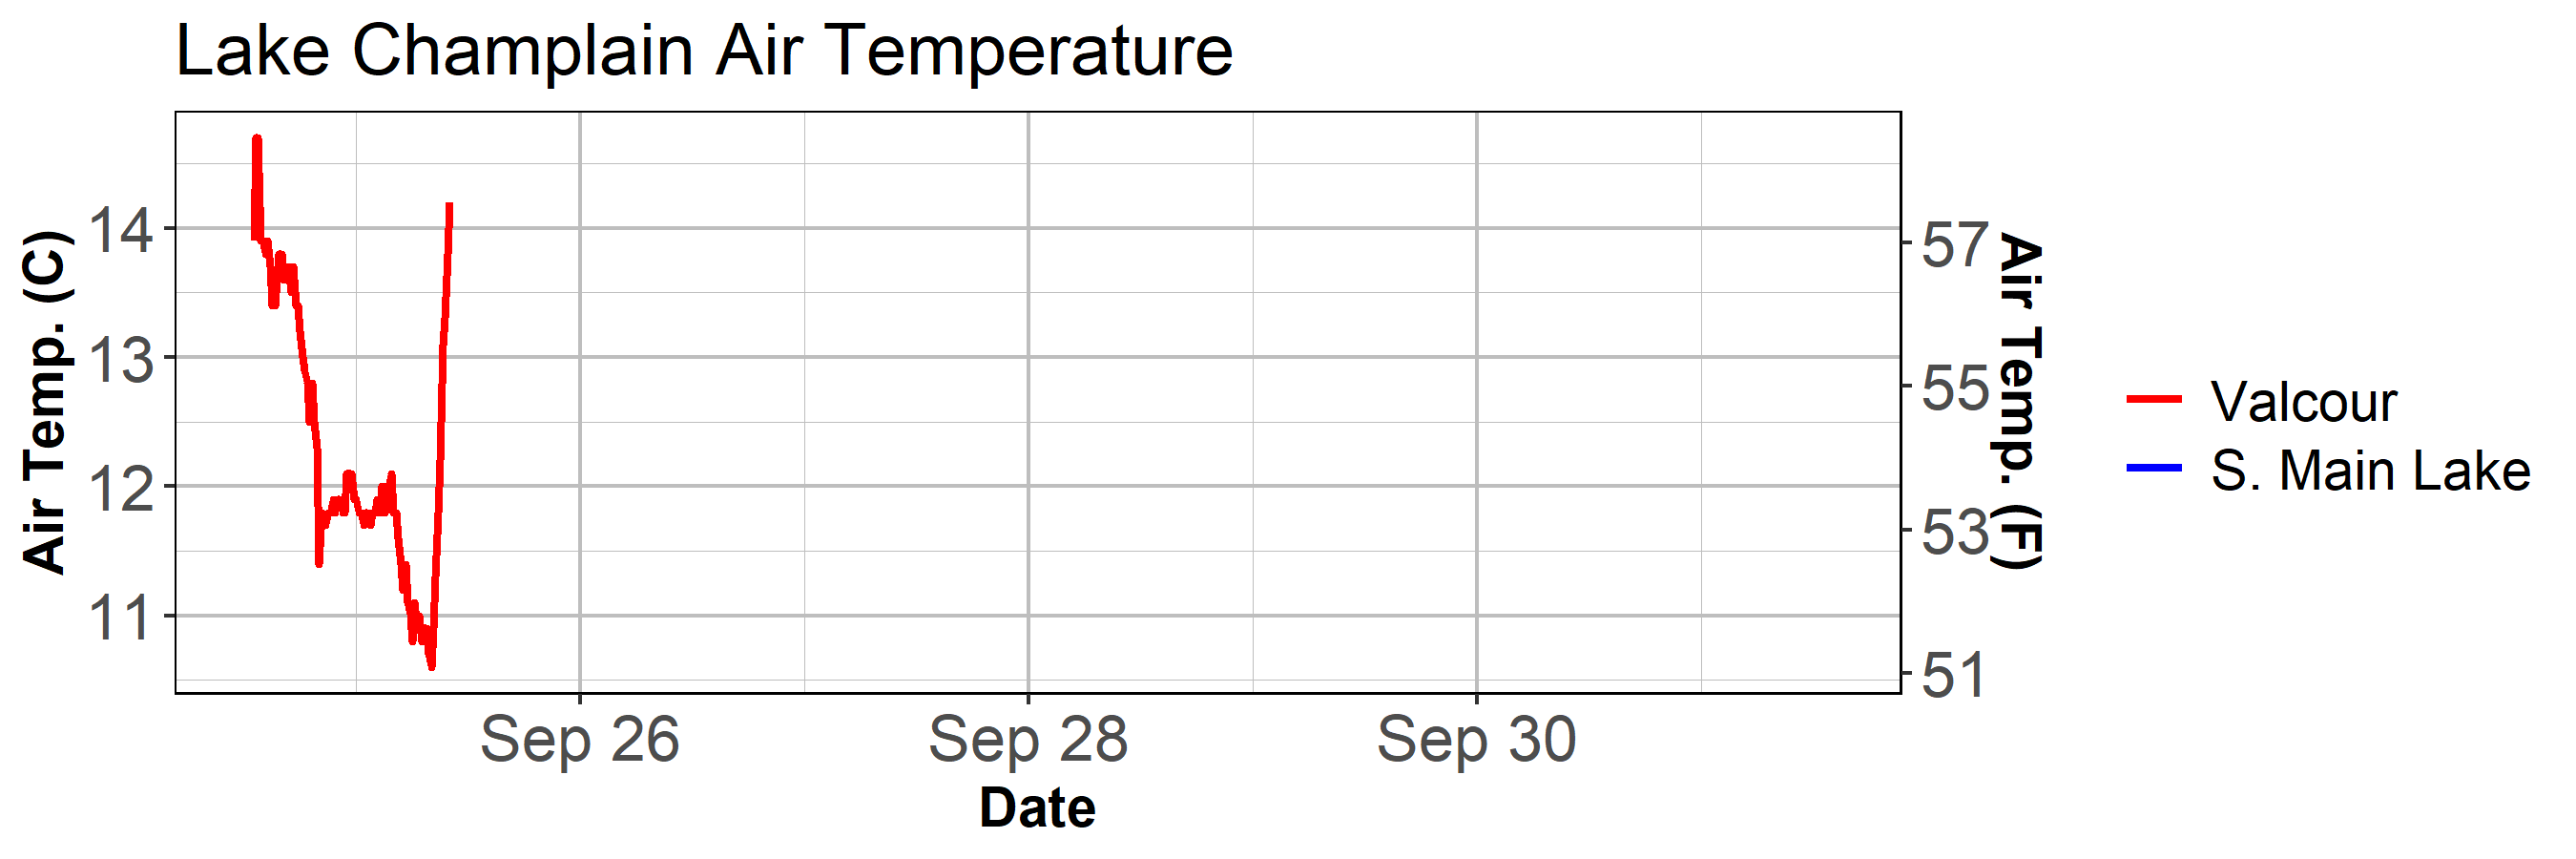 Lake Champlain Air Temperature
Air Temp. (C)
14
13
12
11
57
55
53
51
Air Temp. (F)
Valcour
S. Main Lake
Sep 26
Sep 28
Sep 30
Date